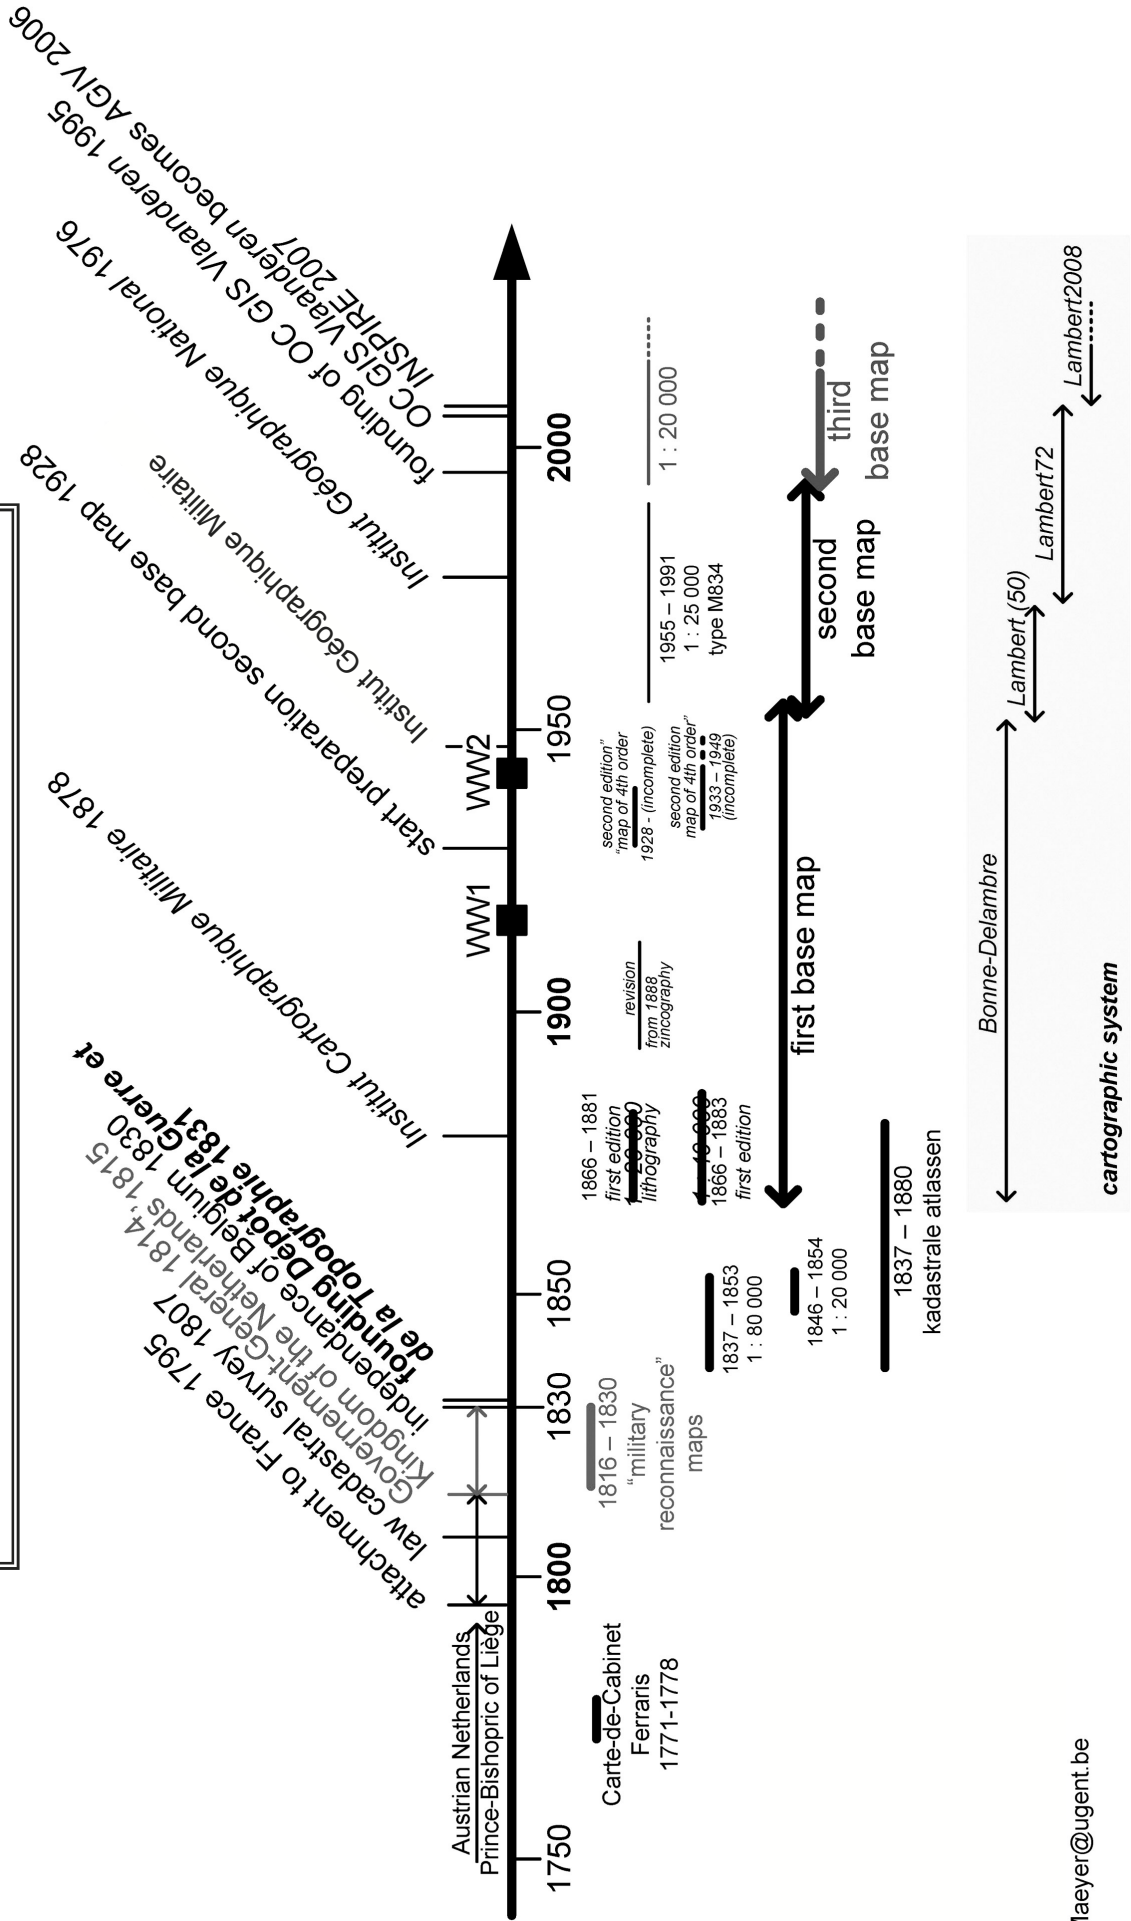 attachment to France 1795
law cadastral survey 1807
Governement-General 1814,
Kingdom of the Netherlands 1815
independance of Belgium 1830
founding Dépôt de la Guerre et
de la Topographie 1831
Institut Cartographique Militaire 1878
start preparation second base map 1928
Institut Géographique Militaire
Institut Géographique National 1976
founding of OC GIS Vlaanderen 1995
OC GIS Vlaanderen becomes AGIV 2006
INSPIRE 2007
Austrian Netherlands
Prince-Bishopric of Liège
WW1
WW2
1750
1800
1830
1850
1900
1950
2000
Carte-de-Cabinet
Ferraris
1771-1778
1816 – 1830
"military
reconnaissance"
maps
1837 – 1853
1 : 80 000
1846 – 1854
1 : 20 000
1837 – 1880
kadastrale atlassen
1866 – 1881
first edition
1 : 20 000
lithography
1866 – 1883
first edition
revision
from 1888
zincography
second edition"
"map of 4th order
1928 - (incomplete)
second edition
map of 4th order"
1933 – 1949
(incomplete)
1955 – 1991
1 : 25 000
type M834
1 : 20 000
first base map
second
base map
third
base map
Bonne-Delambre
Lambert (50)
Lambert72
Lambert2008
cartographic system
Maeyer@ugent.be